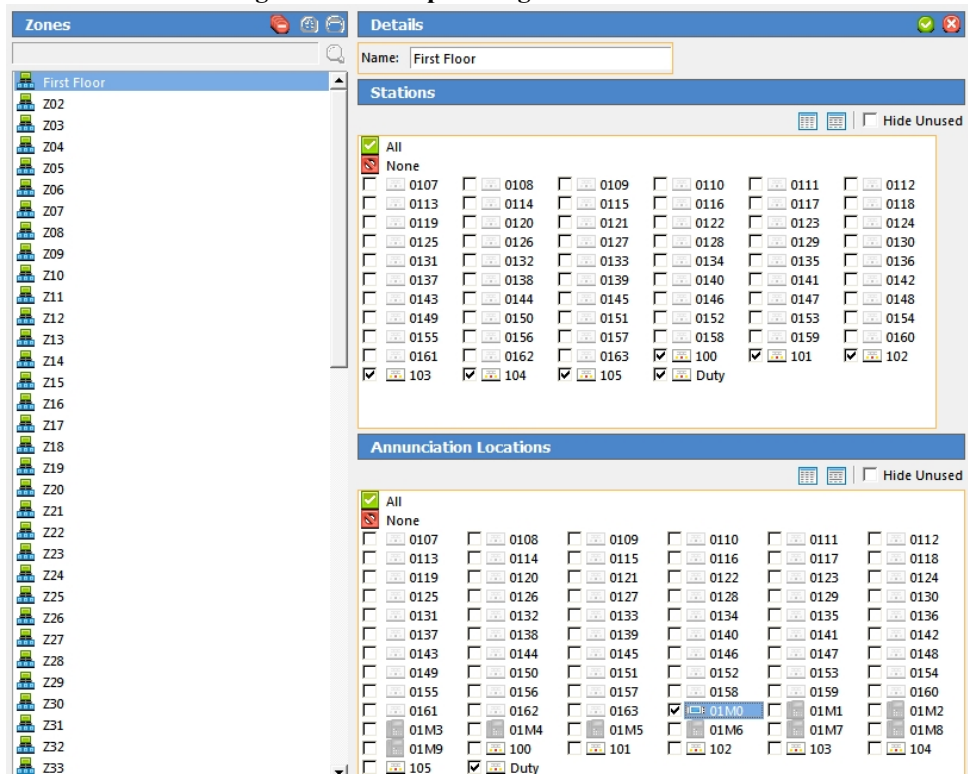 Zones
First Floor
Z02
Z03
Z04
Z05
Z06
Z07
Z08
Z09
Z10
Z11
Z12
Z13
Z14
Z15
Z16
Z17
Z18
Z19
Z20
Z21
Z22
Z23
Z24
Z25
Z26
Z27
Z28
Z29
Z30
Z31
Z32
Z33
Details
Name: First Floor
Stations
Hide Unused
All
None
0107 0108 0109 0110 0111 0112
0113 0114 0115 0116 0117 0118
0119 0120 0121 0122 0123 0124
0125 0126 0127 0128 0129 0130
0131 0132 0133 0134 0135 0136
0137 0138 0139 0140 0141 0142
0143 0144 0145 0146 0147 0148
0149 0150 0151 0152 0153 0154
0155 0156 0157 0158 0159 0160
0161 0162 0163 100 101 102
103 104 105 Duty
Annunciation Locations
Hide Unused
All
None
0107 0108 0109 0110 0111 0112
0113 0114 0115 0116 0117 0118
0119 0120 0121 0122 0123 0124
0125 0126 0127 0128 0129 0130
0131 0132 0133 0134 0135 0136
0137 0138 0139 0140 0141 0142
0143 0144 0145 0146 0147 0148
0149 0150 0151 0152 0153 0154
0155 0156 0157 0158 0159 0160
0161 0162 0163 01M0 01M1 01M2
01M3 01M4 01M5 01M6 01M7 01M8
01M9 100 101 102 103 104
105 Duty